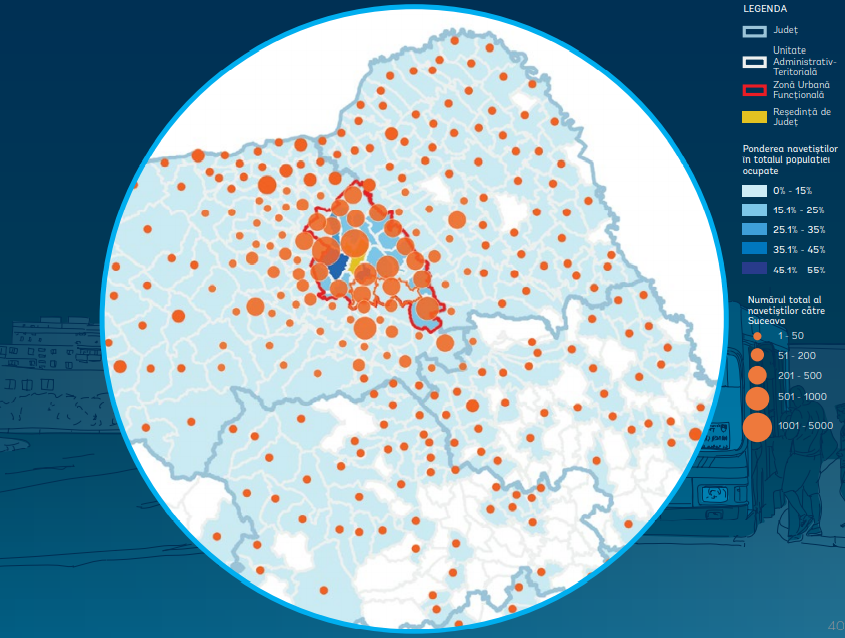 LEGENDA
Județ
Unitate
Administrativ-
Teritorială
Zonă Urbană
Funcțională
Reședință de
Județ
Ponderea navetiștilor
în totalul populației
ocupate
0% - 15%
15.1% - 25%
25.1% - 35%
35.1% - 45%
45.1% - 55%
Numărul total al
navetiștilor către
Suceava
1 - 50
51 - 200
201 - 500
501 - 1000
1001 - 5000
40